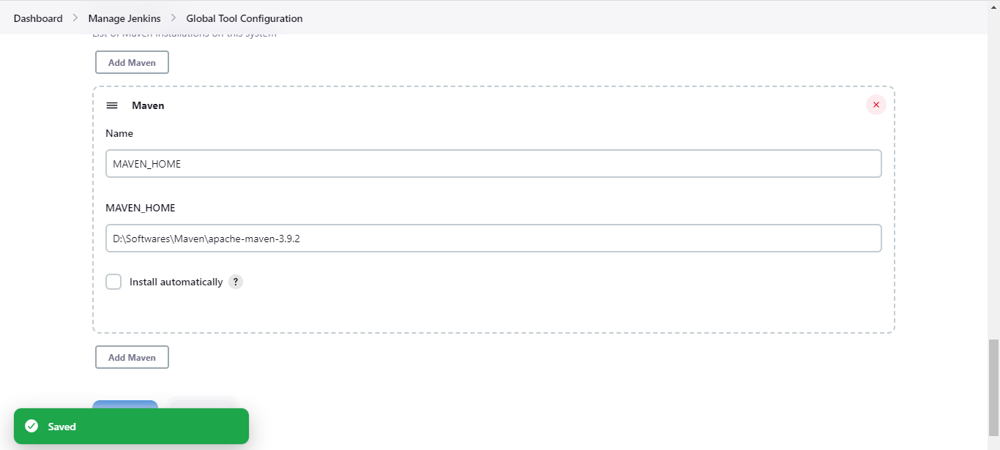 Dashboard > Manage Jenkins > Global Tool Configuration
List of Maven installations on this system
Add Maven
Maven
Name
MAVEN_HOME
MAVEN_HOME
D:\Softwares\Maven\apache-maven-3.9.2
Install automatically ?
Add Maven
Saved